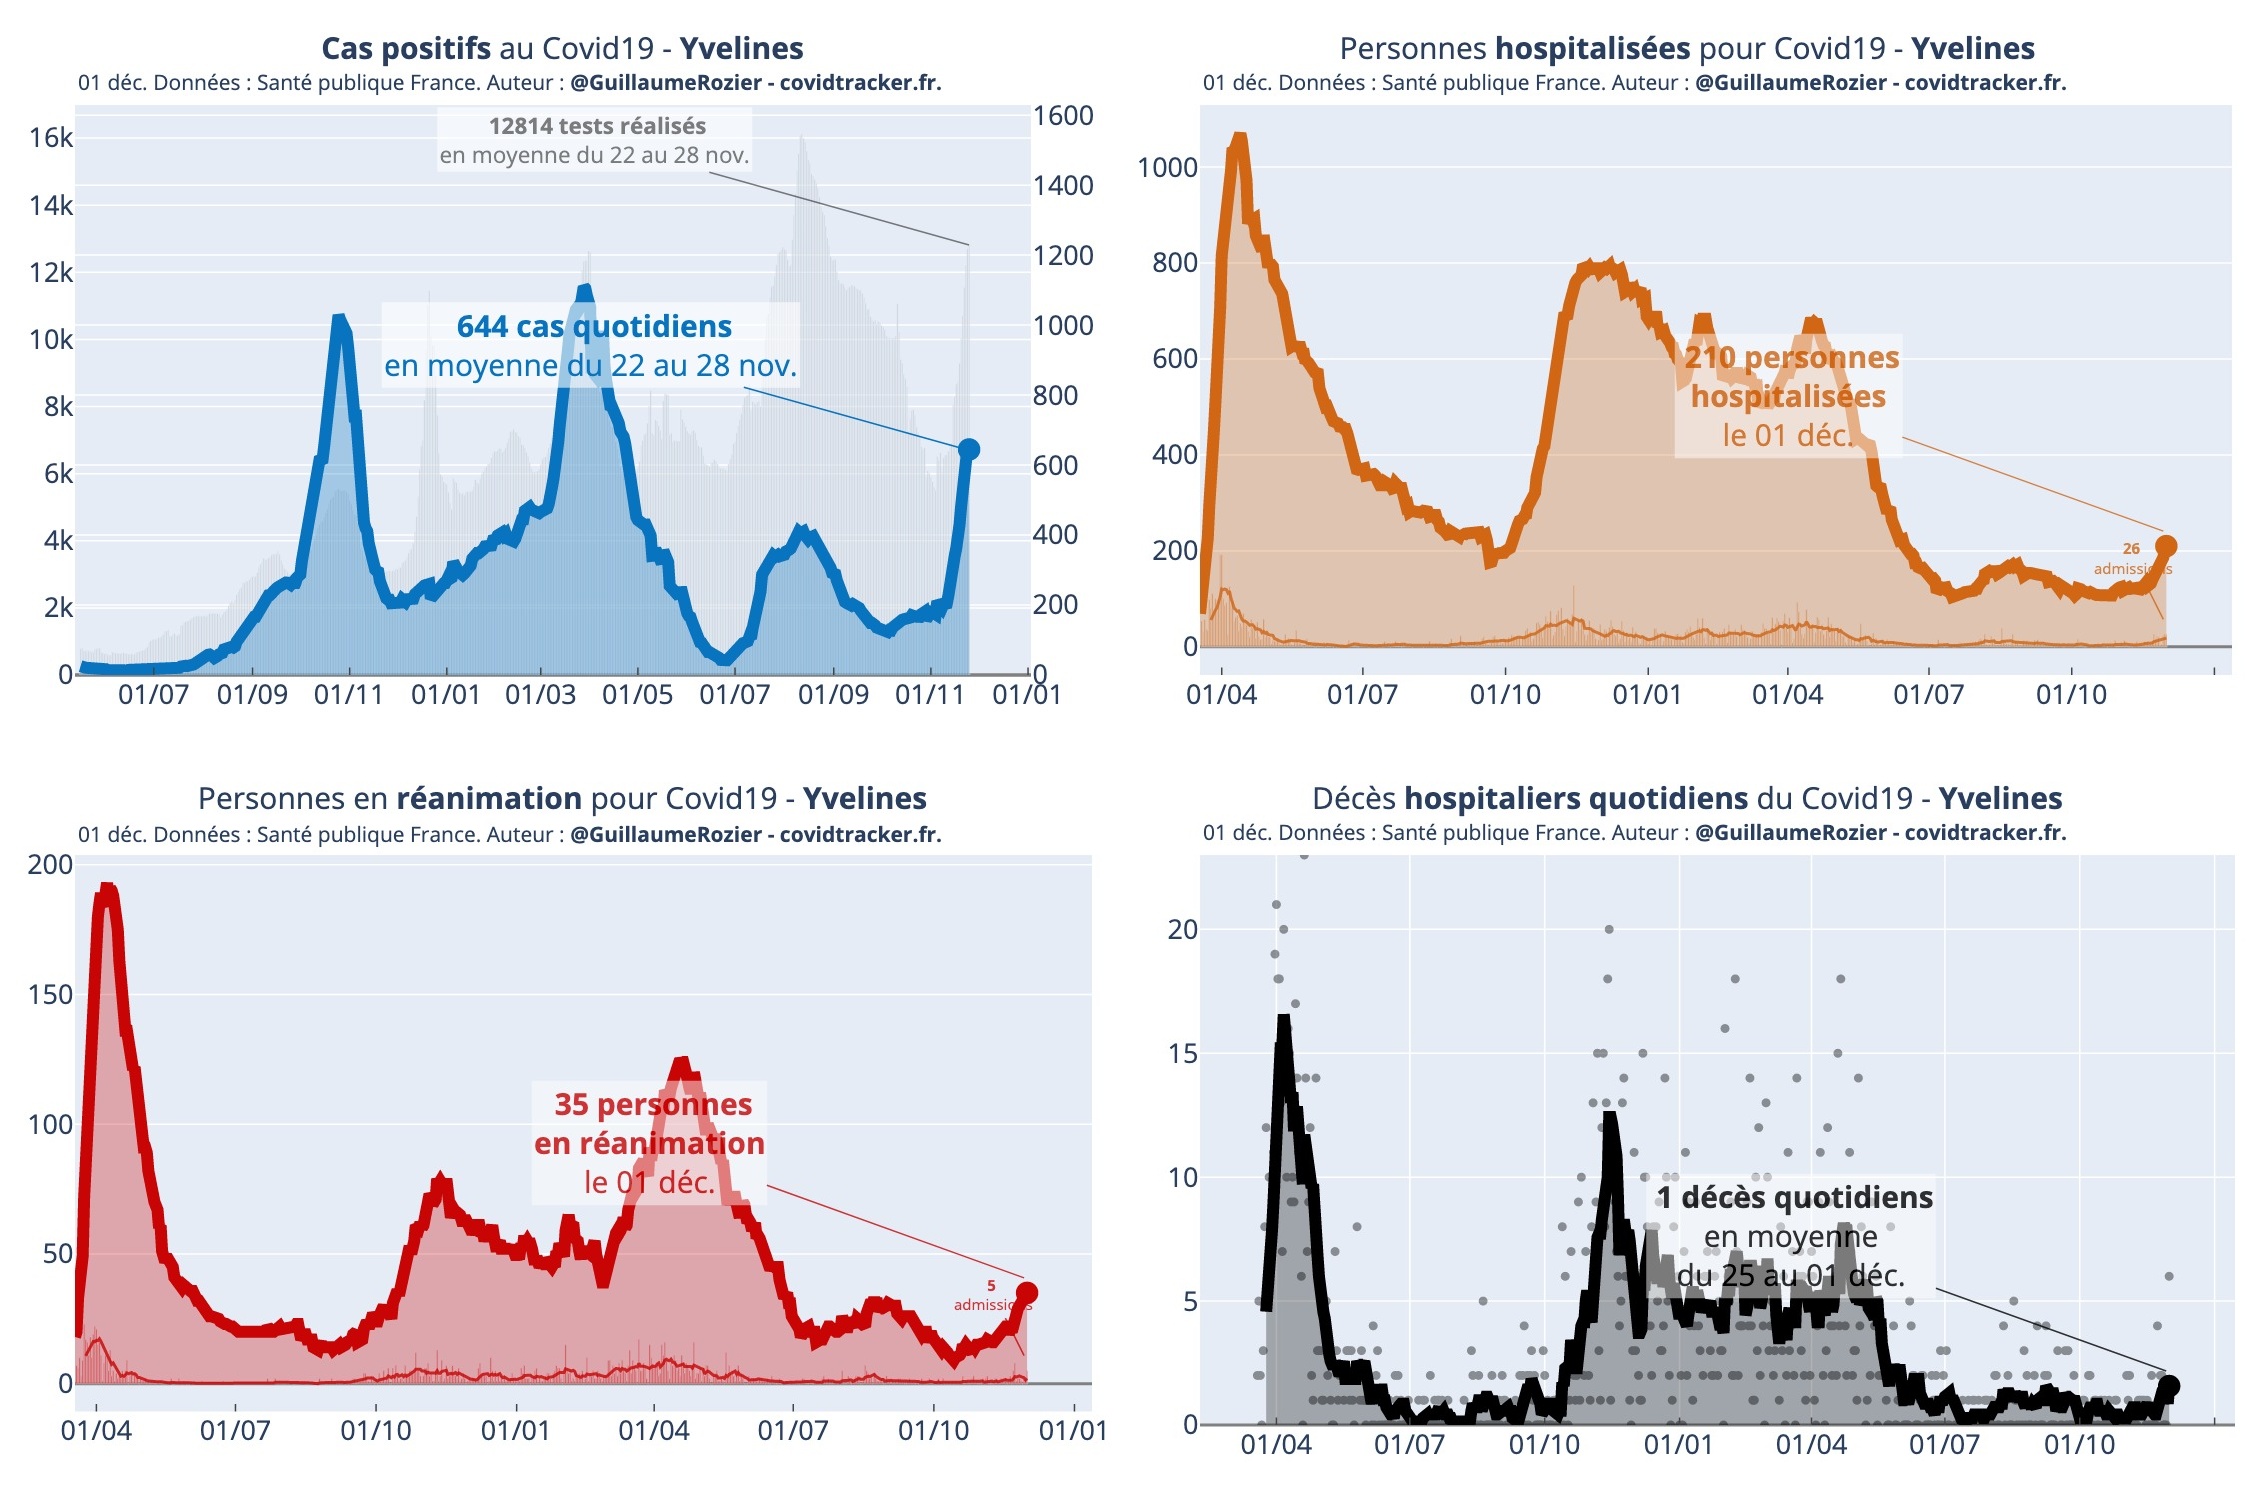 Cas positifs au Covid19 - Yvelines
01 déc. Données : Santé publique France. Auteur : @GuillaumeRozier - covidtracker.fr.
12814 tests réalisés
en moyenne du 22 au 28 nov.
644 cas quotidiens
en moyenne du 22 au 28 nov.
16k
14k
12k
10k
8k
6k
4k
2k
0
1600
1400
1200
1000
800
600
400
200
0
01/07 01/09 01/11 01/01 01/03 01/05 01/07 01/09 01/11 01/01
Personnes hospitalisées pour Covid19 - Yvelines
01 déc. Données : Santé publique France. Auteur : @GuillaumeRozier - covidtracker.fr.
1000
800
600
400
200
0
210 personnes
hospitalisées
le 01 déc.
26
admissions
01/04 01/07 01/10 01/01 01/04 01/07 01/10
Personnes en réanimation pour Covid19 - Yvelines
01 déc. Données : Santé publique France. Auteur : @GuillaumeRozier - covidtracker.fr.
200
150
100
50
0
35 personnes
en réanimation
le 01 déc.
5
admissions
01/04 01/07 01/10 01/01 01/04 01/07 01/10 01/01
Décès hospitaliers quotidiens du Covid19 - Yvelines
01 déc. Données : Santé publique France. Auteur : @GuillaumeRozier - covidtracker.fr.
20
15
10
5
0
1 décès quotidiens
en moyenne
du 25 au 01 déc.
01/04 01/07 01/10 01/01 01/04 01/07 01/10